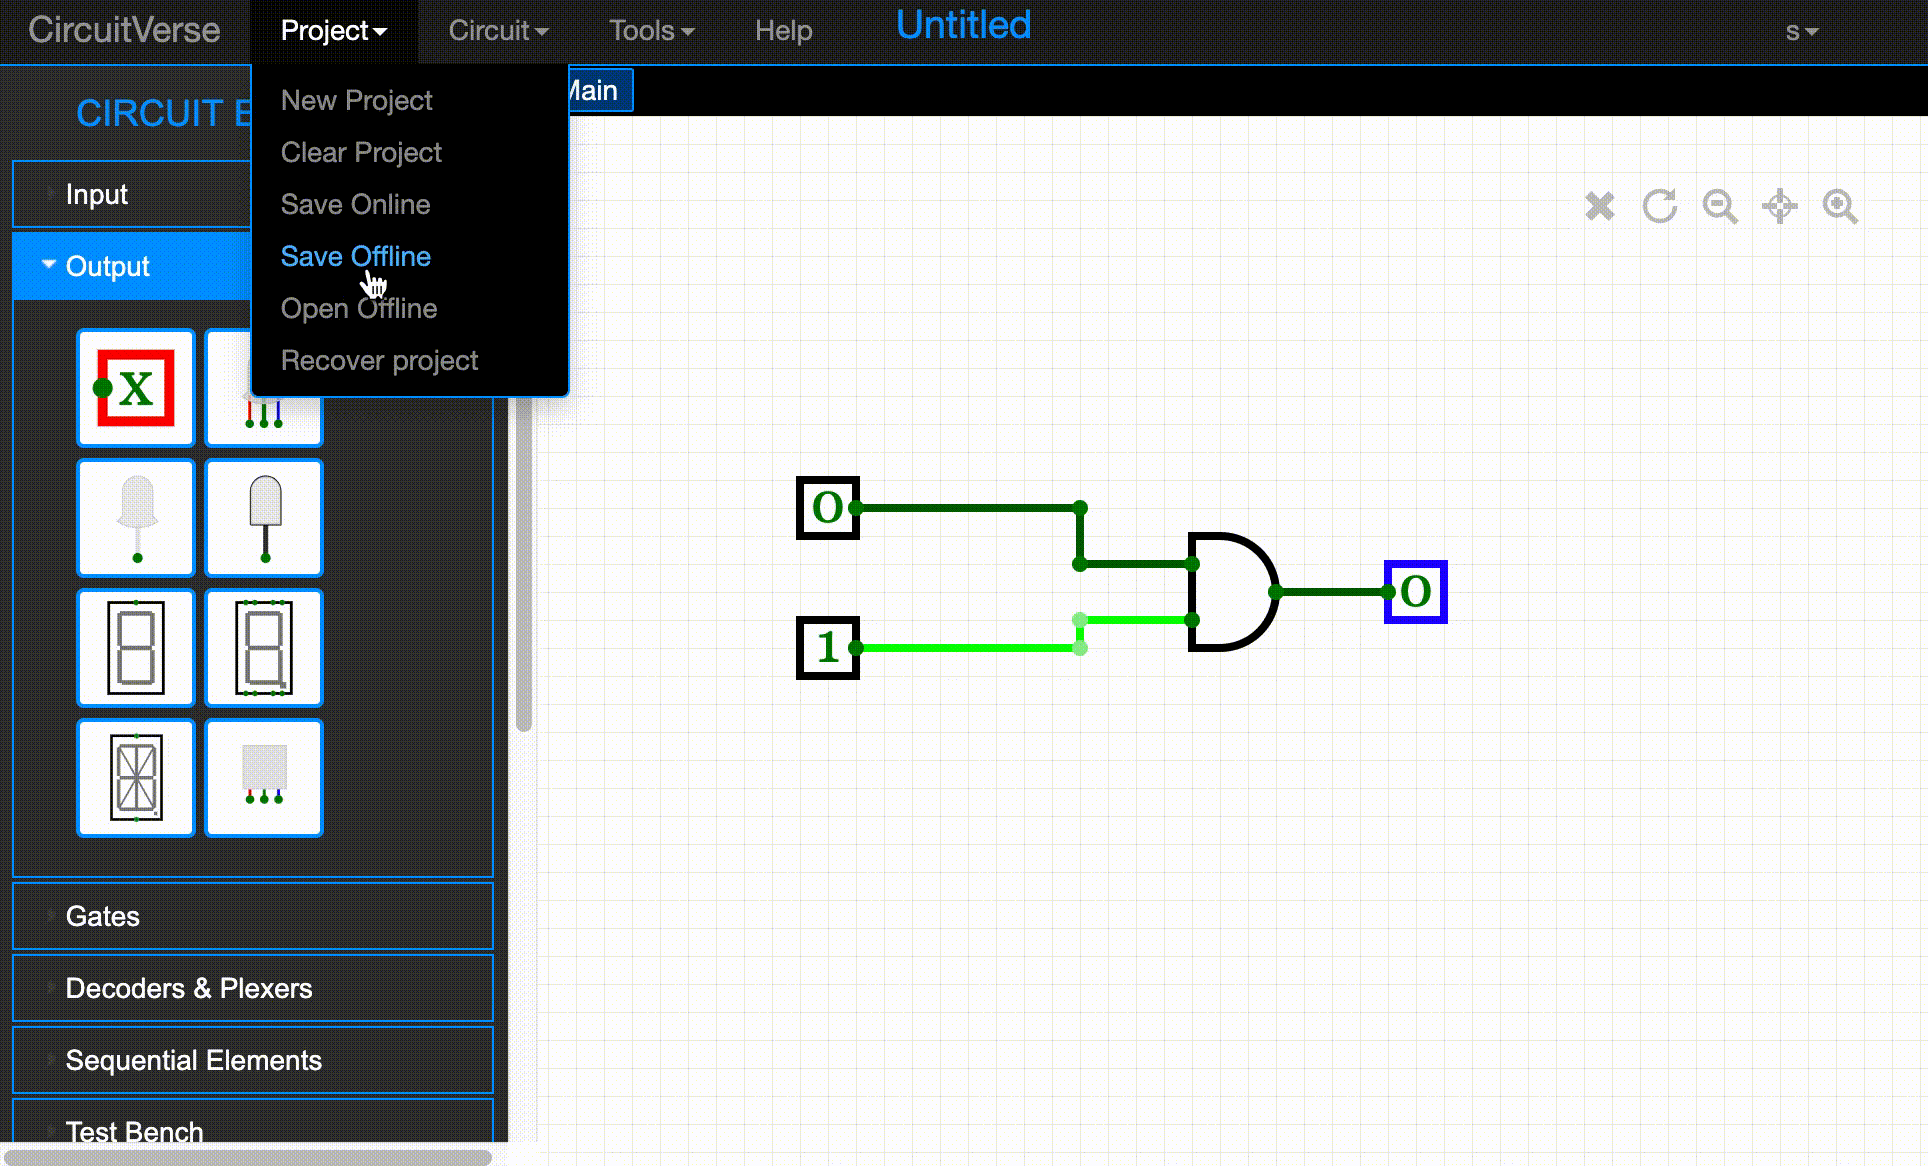 CircuitVerse Project Circuit Tools Help Untitled s
New Project
Clear Project
Save Online
Save Offline
Open Offline
Recover project
Main
CIRCUIT E
Input
Output
X
Gates
Decoders & Plexers
Sequential Elements
Test Bench
0
1
0